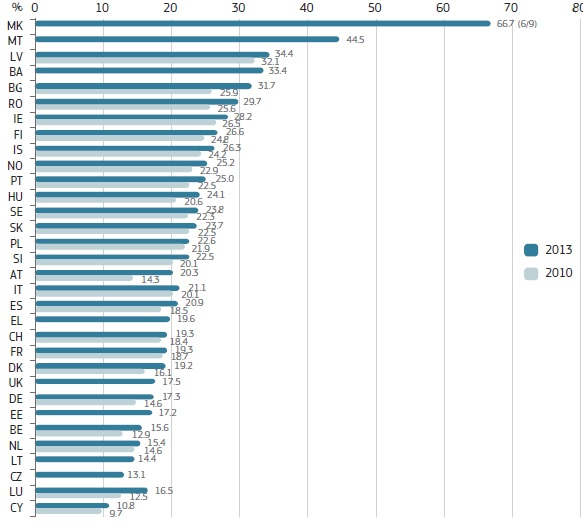 % 0 10 20 30 40 50 60 70 80
MK 66.7 (6/9)
MT 44.5
LV 34.4
32.1
BA 33.4
BG 31.7
25.9
RO 29.7
25.6
IE 28.2
26.5
FI 26.6
24.8
IS 26.3
24.2
NO 25.2
22.9
PT 25.0
22.5
HU 24.1
20.6
SE 23.8
22.3
SK 23.7
22.5
PL 22.6
21.9
SI 22.5
20.1
AT 20.3
14.3
IT 21.1
20.1
ES 20.9
18.5
EL 19.6
CH 19.3
18.4
FR 19.3
18.7
DK 19.2
16.1
UK 17.5
DE 17.3
14.6
EE 17.2
BE 15.6
12.9
NL 15.4
14.6
LT 14.4
CZ 13.1
LU 16.5
12.5
CY 10.8
9.7
2013
2010